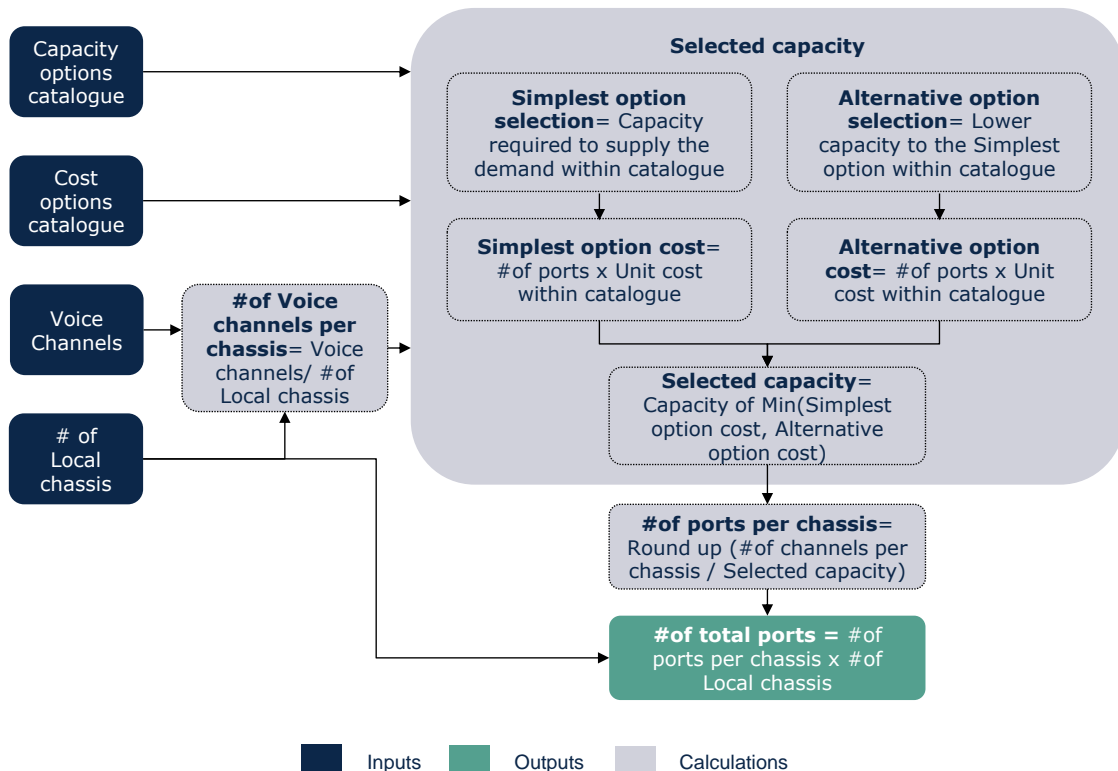 Capacity
options
catalogue
Cost
options
catalogue
Voice
Channels
# of
Local
chassis
#of Voice
channels per
chassis= Voice
channels/ #of
Local chassis
Selected capacity
Simplest option
selection= Capacity
required to supply the
demand within catalogue
Alternative option
selection= Lower
capacity to the Simplest
option within catalogue
Simplest option cost=
#of ports x Unit cost
within catalogue
Alternative option
cost= #of ports x Unit
cost within catalogue
Selected capacity=
Capacity of Min(Simplest
option cost, Alternative
option cost)
#of ports per chassis=
Round up (#of channels per
chassis / Selected capacity)
#of total ports = #of
ports per chassis x #of
Local chassis
Inputs
Outputs
Calculations